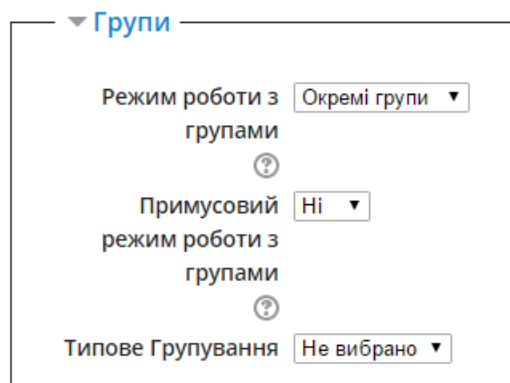 Групи
Режим роботи з Окремі групи
групами
Примусовий Ні
режим роботи з
групами
Типове Групування Не вибрано